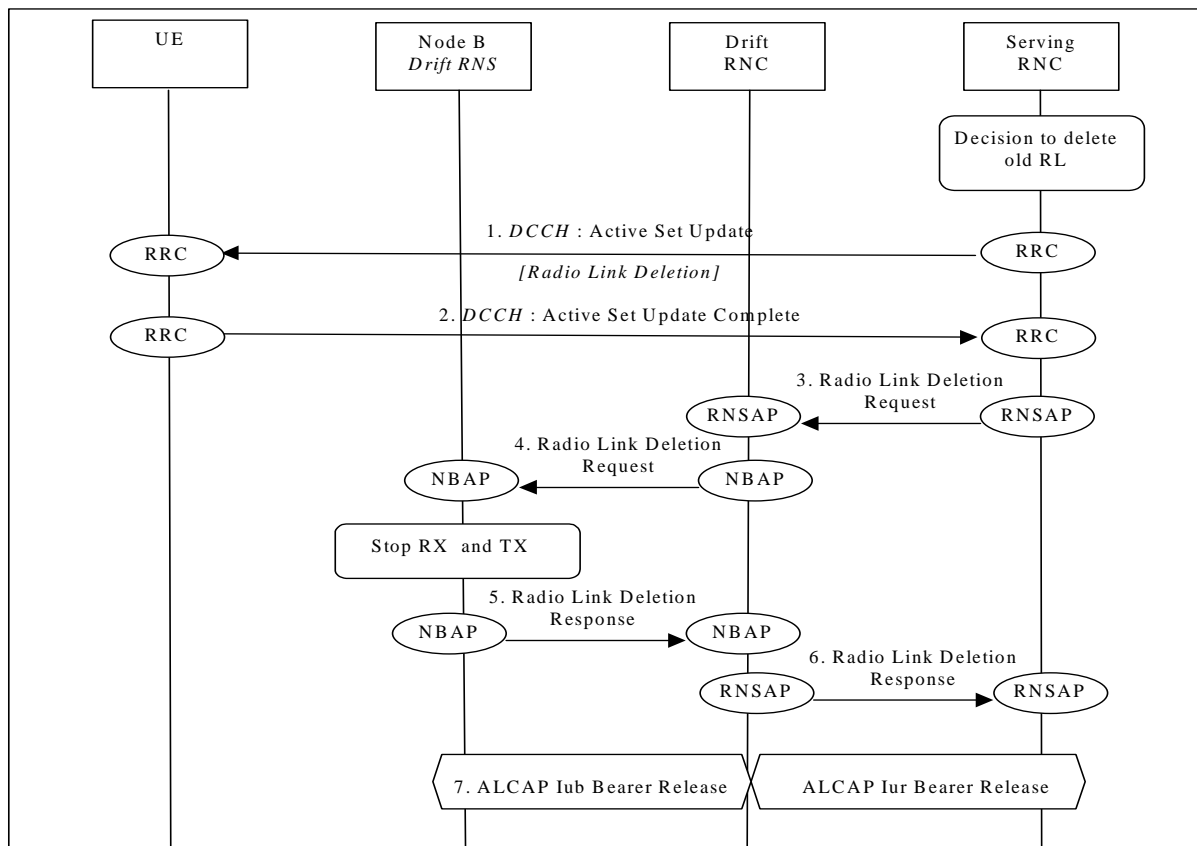 UE
Node B
Drift RNS
Drift
RNC
Serving
RNC
Decision to delete
old RL
1. DCCH : Active Set Update
RRC
RRC
[Radio Link Deletion]
2. DCCH : Active Set Update Complete
RRC
RRC
3. Radio Link Deletion
Request
RNSAP
RNSAP
4. Radio Link Deletion
Request
NBAP
NBAP
Stop RX and TX
5. Radio Link Deletion
Response
NBAP
NBAP
6. Radio Link Deletion
Response
RNSAP
RNSAP
7. ALCAP Iub Bearer Release
ALCAP Iur Bearer Release